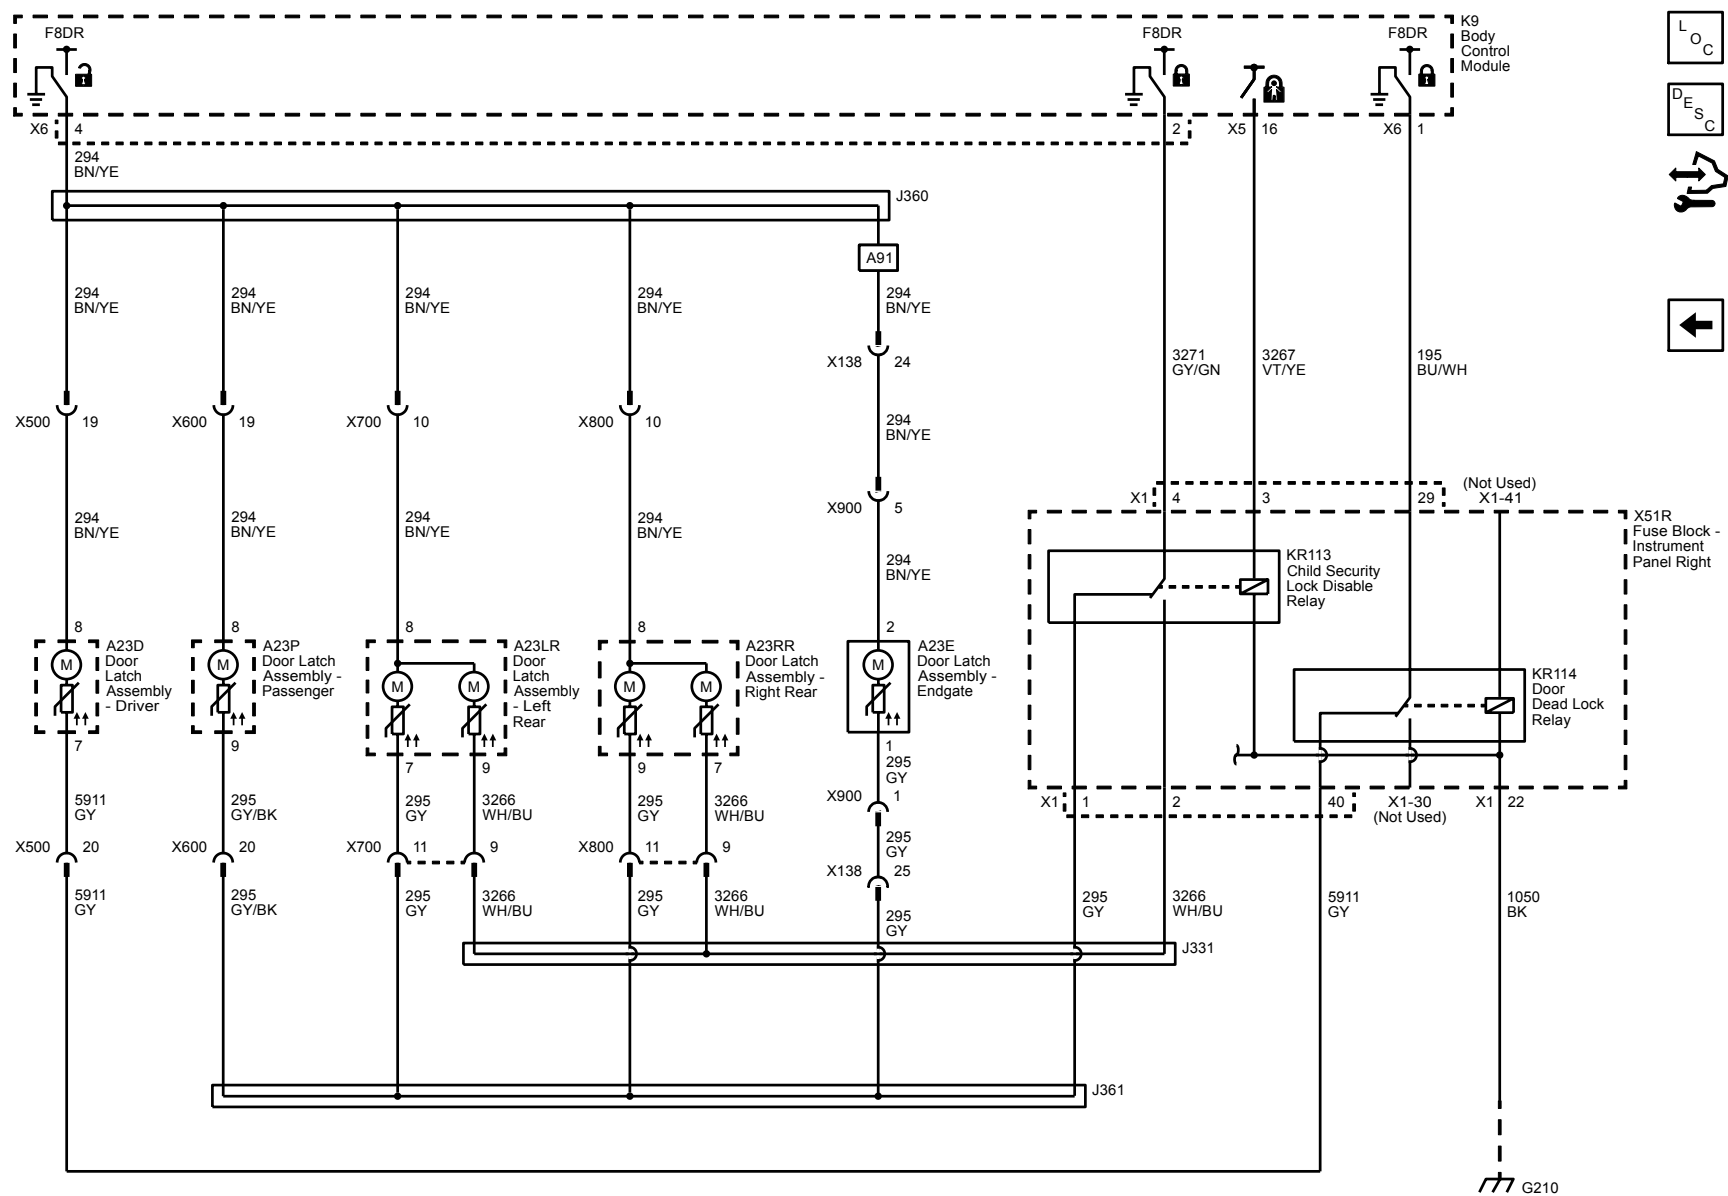 F8DR
F8DR
F8DR
K9
Body
Control
Module
L
O
C
D
E
S
C
X6
4
2
X5
16
X6
1
294
BN/YE
J360
A91
294
BN/YE
294
BN/YE
294
BN/YE
294
BN/YE
294
BN/YE
X138
24
3271
GY/GN
3267
VT/YE
195
BU/WH
X500
19
X600
19
X700
10
X800
10
294
BN/YE
X900
5
X1
4
3
29
(Not Used)
X1-41
294
BN/YE
294
BN/YE
294
BN/YE
294
BN/YE
294
BN/YE
X51R
Fuse Block -
Instrument
Panel Right
KR113
Child Security
Lock Disable
Relay
8
8
8
8
2
M
A23D
Door
Latch
Assembly
- Driver
M
A23P
Door Latch
Assembly -
Passenger
M
M
A23LR
Door
Latch
Assembly
- Left
Rear
M
M
A23RR
Door Latch
Assembly -
Right Rear
M
A23E
Door Latch
Assembly -
Endgate
KR114
Door
Dead Lock
Relay
7
9
7
9
9
7
1
295
GY
5911
GY
295
GY/BK
295
GY
3266
WH/BU
295
GY
3266
WH/BU
X900
1
X1
1
2
40
X1-30
(Not Used)
X1
22
X500
20
X600
20
X700
11
9
X800
11
9
295
GY
X138
25
5911
GY
295
GY/BK
295
GY
3266
WH/BU
295
GY
3266
WH/BU
295
GY
295
GY
3266
WH/BU
5911
GY
1050
BK
J331
J361
G210